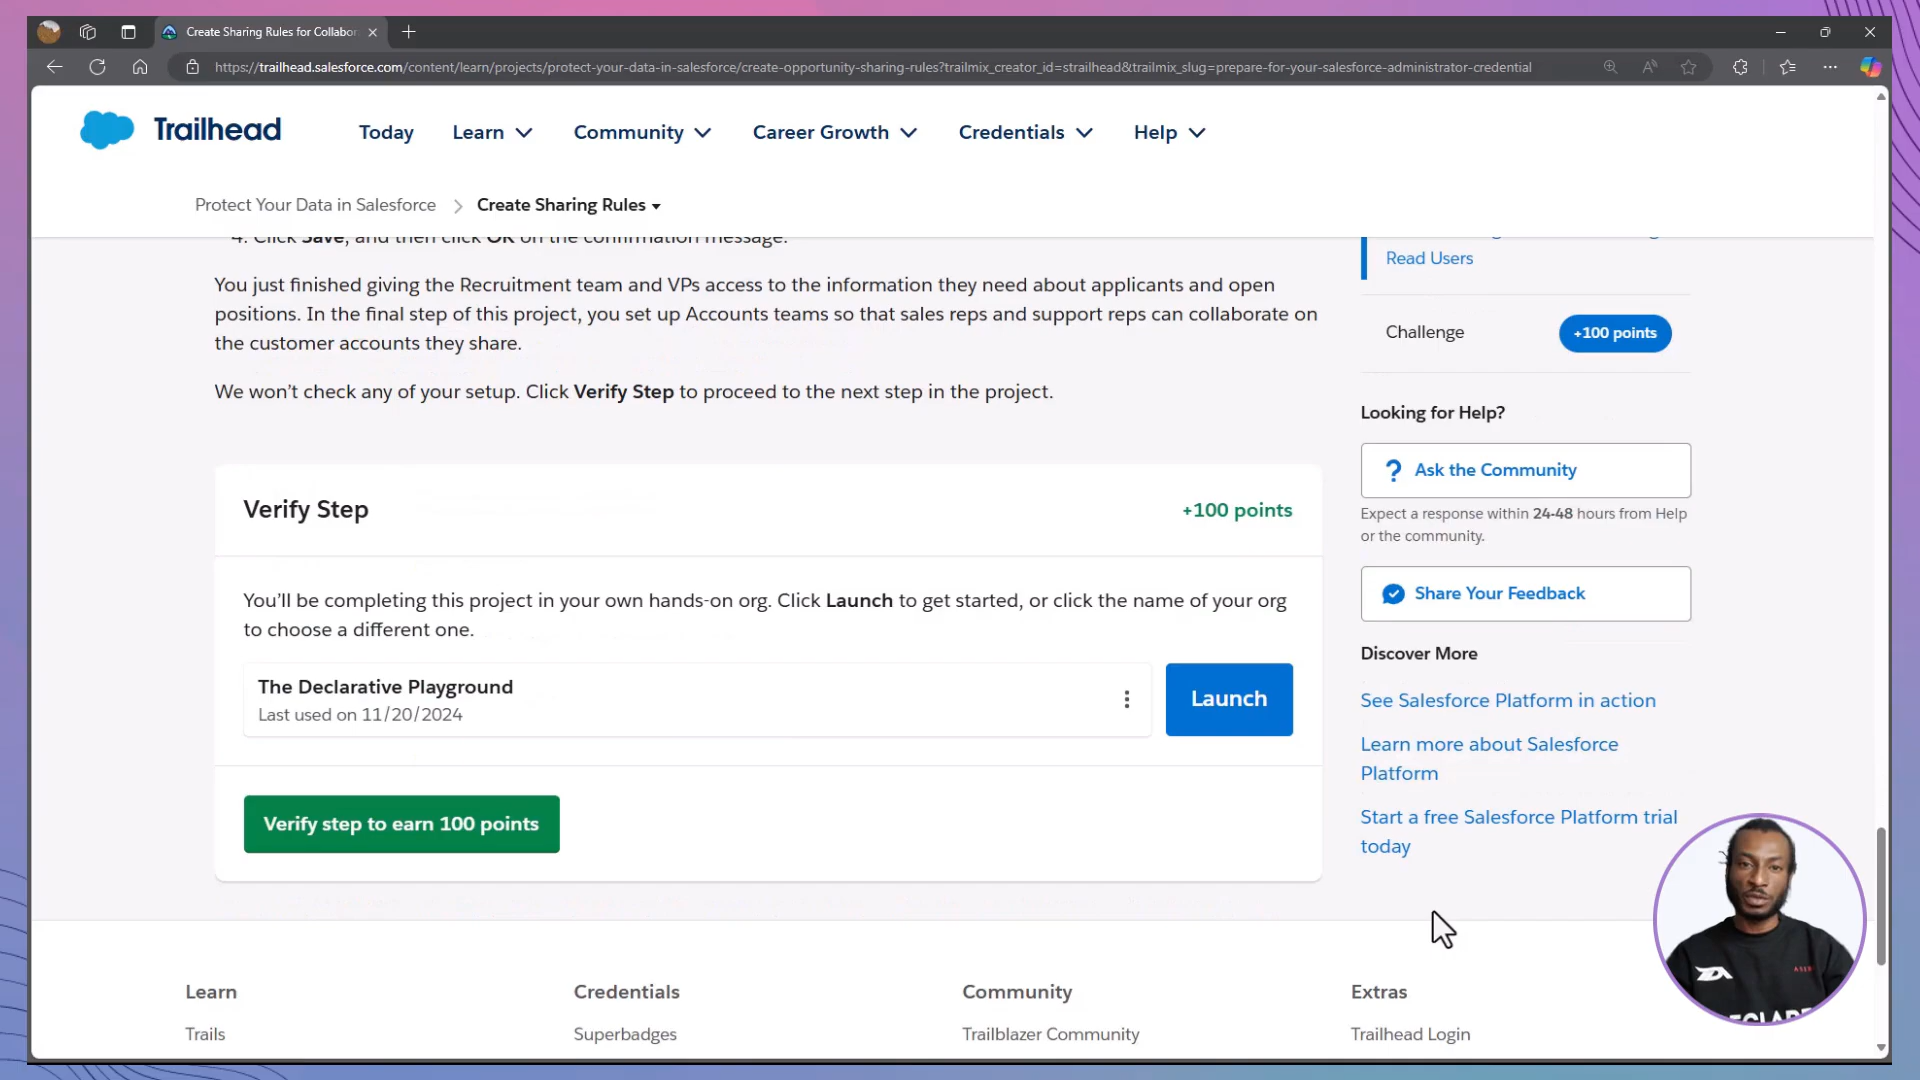 Create Sharing Rules for Collabor
https://trailhead.salesforce.com/content/learn/projects/protect-your-data-in-salesforce/create-opportunity-sharing-rules?trailmix_creator_id=strailhead&trailmix_slug=prepare-for-your-salesforce-administrator-credential
Trailhead
Today
Learn
Community
Career Growth
Credentials
Help
Protect Your Data in Salesforce
Create Sharing Rules
4. Click Save, and then click OK on the confirmation message.
You just finished giving the Recruitment team and VPs access to the information they need about applicants and open
positions. In the final step of this project, you set up Accounts teams so that sales reps and support reps can collaborate on
the customer accounts they share.
We won't check any of your setup. Click Verify Step to proceed to the next step in the project.
Verify Step
+100 points
You'll be completing this project in your own hands-on org. Click Launch to get started, or click the name of your org
to choose a different one.
The Declarative Playground
Last used on 11/20/2024
Launch
Verify step to earn 100 points
Read Users
Challenge
+100 points
Looking for Help?
Ask the Community
Expect a response within 24-48 hours from Help
or the community.
Share Your Feedback
Discover More
See Salesforce Platform in action
Learn more about Salesforce
Platform
Start a free Salesforce Platform trial
today
Learn
Credentials
Community
Extras
Trails
Superbadges
Trailblazer Community
Trailhead Login